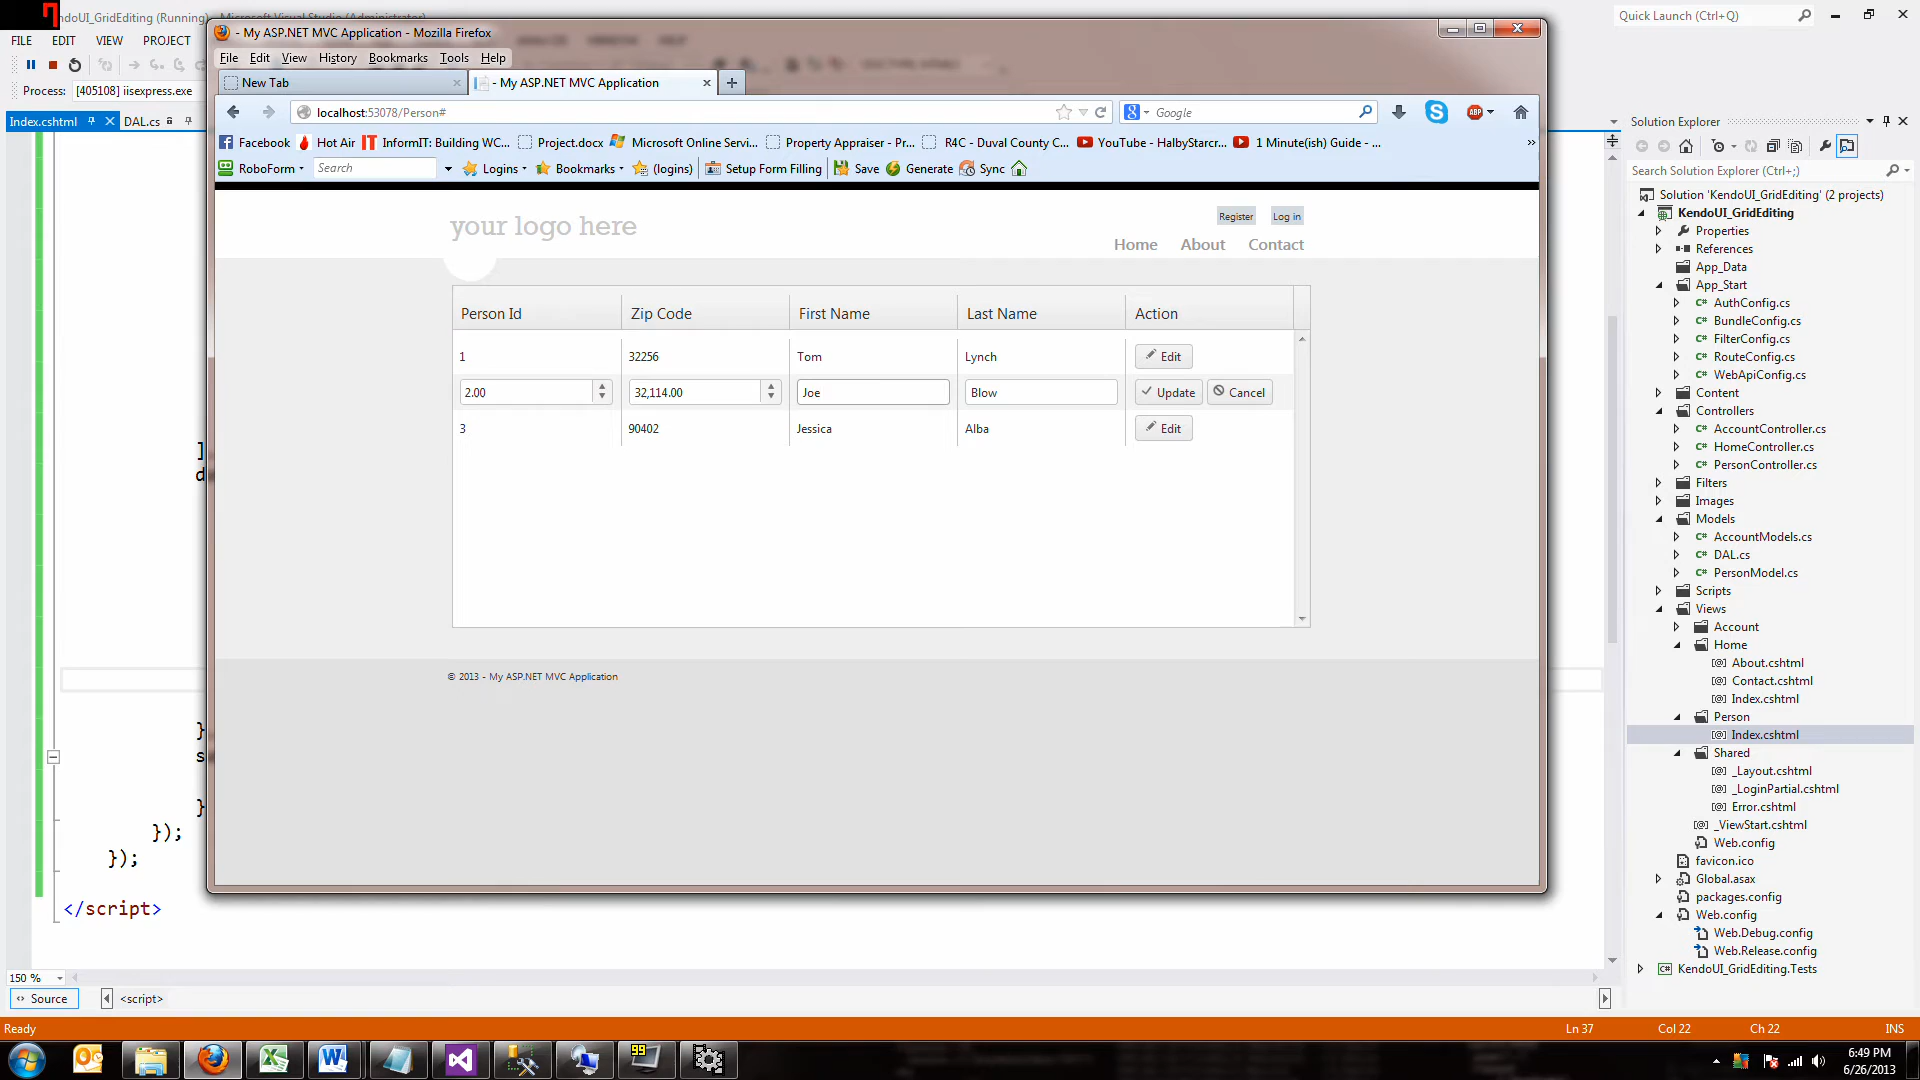 KendoUI_GridEditing (Running) - Microsoft Visual Studio (Administrator)
Quick Launch (Ctrl+Q)
FILE EDIT VIEW PROJECT
Process: [405108] iisexpress.exe
Index.cshtml DAL.cs
- My ASP.NET MVC Application - Mozilla Firefox
File Edit View History Bookmarks Tools Help
New Tab - My ASP.NET MVC Application
localhost:53078/Person# Google
Facebook Hot Air InformIT: Building WC... Project.docx Microsoft Online Servi... Property Appraiser - Pr... R4C - Duval County C... YouTube - HalbyStarcr... 1 Minute(ish) Guide - ...
RoboForm Search Logins Bookmarks (logins) Setup Form Filling Save Generate Sync
your logo here
Register Log in
Home About Contact
Person Id Zip Code First Name Last Name Action
1 32256 Tom Lynch Edit
2.00 32,114.00 Joe Blow Update Cancel
3 90402 Jessica Alba Edit
© 2013 - My ASP.NET MVC Application
]
d
}
s
}
});
});
</script>
150 %
Source <script>
Solution Explorer
Search Solution Explorer (Ctrl+;)
Solution 'KendoUI_GridEditing' (2 projects)
KendoUI_GridEditing
Properties
References
App_Data
App_Start
AuthConfig.cs
BundleConfig.cs
FilterConfig.cs
RouteConfig.cs
WebApiConfig.cs
Content
Controllers
AccountController.cs
HomeController.cs
PersonController.cs
Filters
Images
Models
AccountModels.cs
DAL.cs
PersonModel.cs
Scripts
Views
Account
Home
About.cshtml
Contact.cshtml
Index.cshtml
Person
Index.cshtml
Shared
_Layout.cshtml
_LoginPartial.cshtml
Error.cshtml
_ViewStart.cshtml
Web.config
favicon.ico
Global.asax
packages.config
Web.config
Web.Debug.config
Web.Release.config
KendoUI_GridEditing.Tests
Ready Ln 37 Col 22 Ch 22 INS
99
6:49 PM
6/26/2013